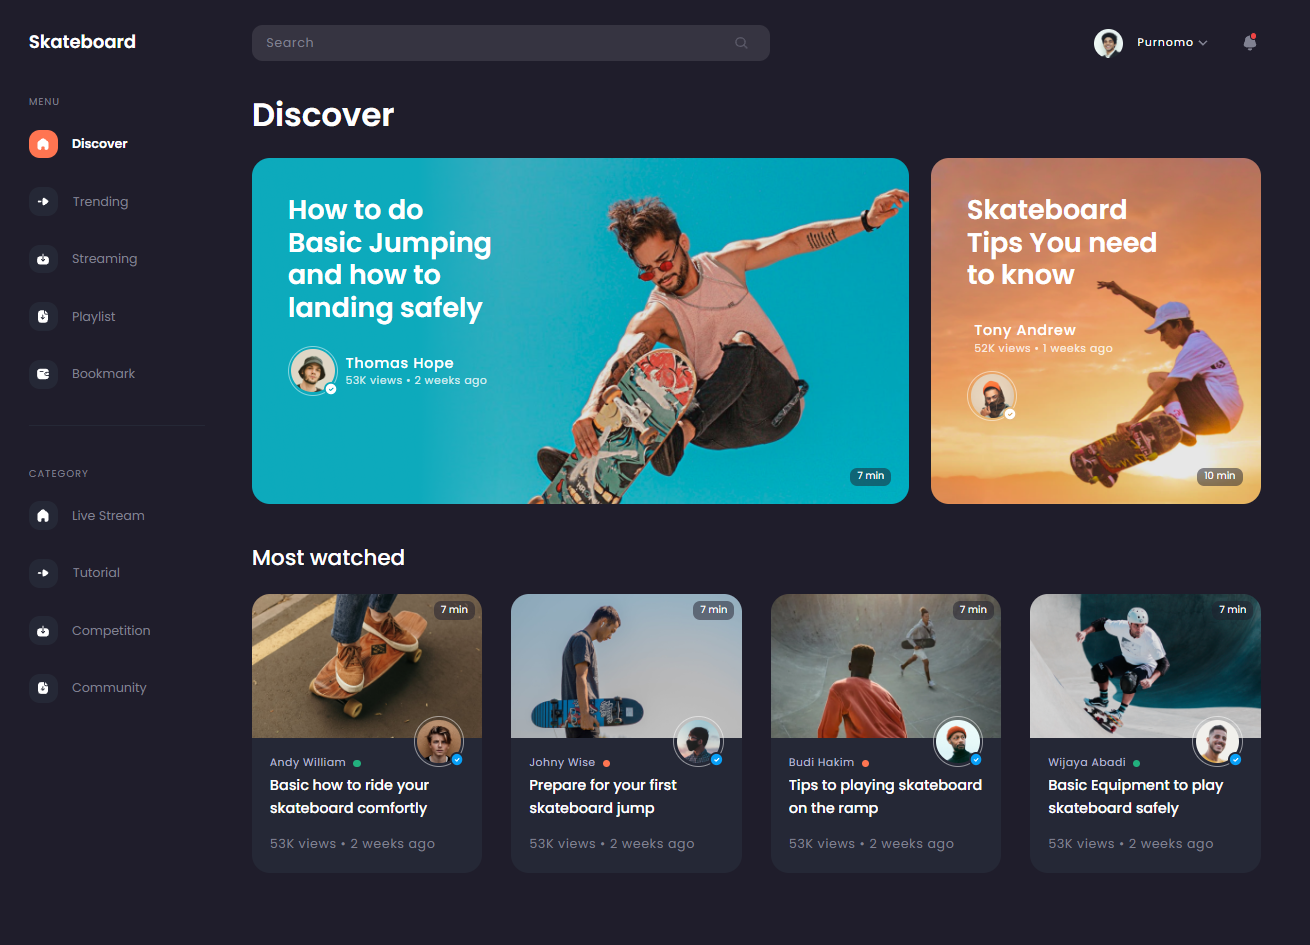 Skateboard
Search
Purnomo
MENU
Discover
Trending
Streaming
Playlist
Bookmark
CATEGORY
Live Stream
Tutorial
Competition
Community
Discover
How to do
Basic Jumping
and how to
landing safely
Thomas Hope
53K views • 2 weeks ago
7 min
Skateboard
Tips You need
to know
Tony Andrew
52K views • 1 weeks ago
10 min
Most watched
7 min
Andy William
Basic how to ride your
skateboard comfortly
53K views • 2 weeks ago
7 min
Johny Wise
Prepare for your first
skateboard jump
53K views • 2 weeks ago
7 min
Budi Hakim
Tips to playing skateboard
on the ramp
53K views • 2 weeks ago
7 min
Wijaya Abadi
Basic Equipment to play
skateboard safely
53K views • 2 weeks ago